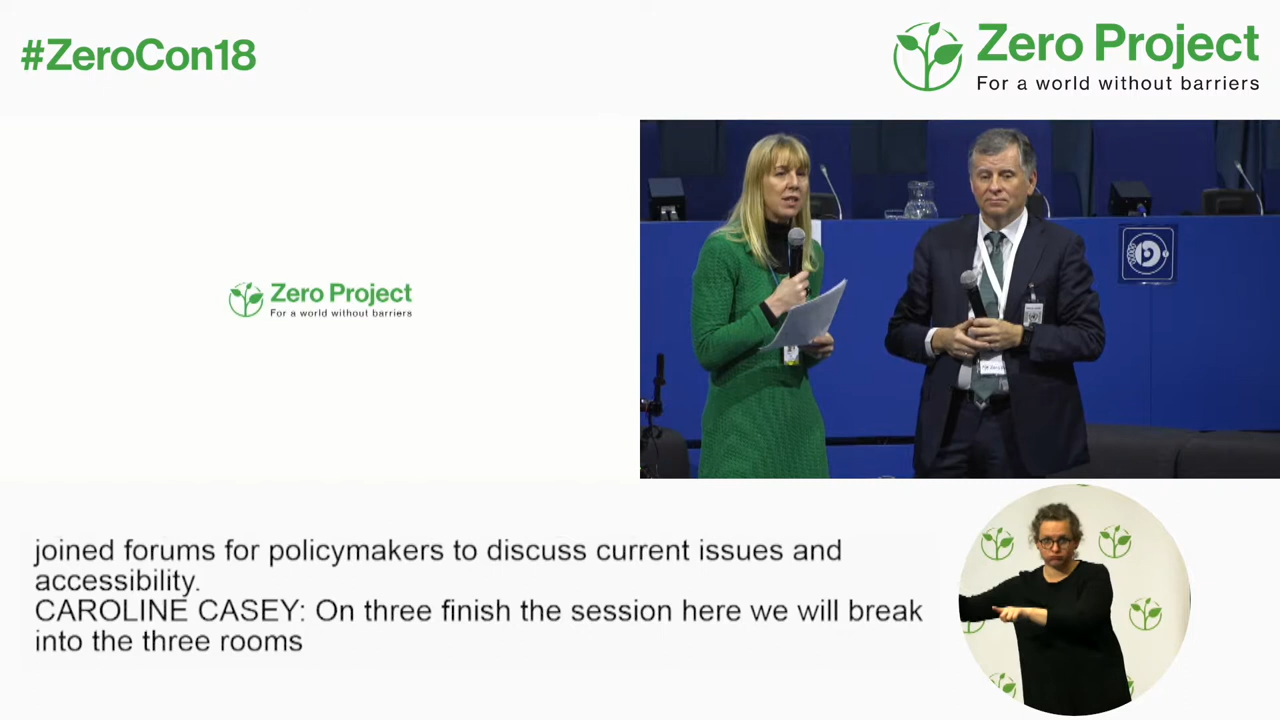 #ZeroCon18
Zero Project
For a world without barriers
Zero Project
For a world without barriers
joined forums for policymakers to discuss current issues and
accessibility.
CAROLINE CASEY: On three finish the session here we will break
into the three rooms